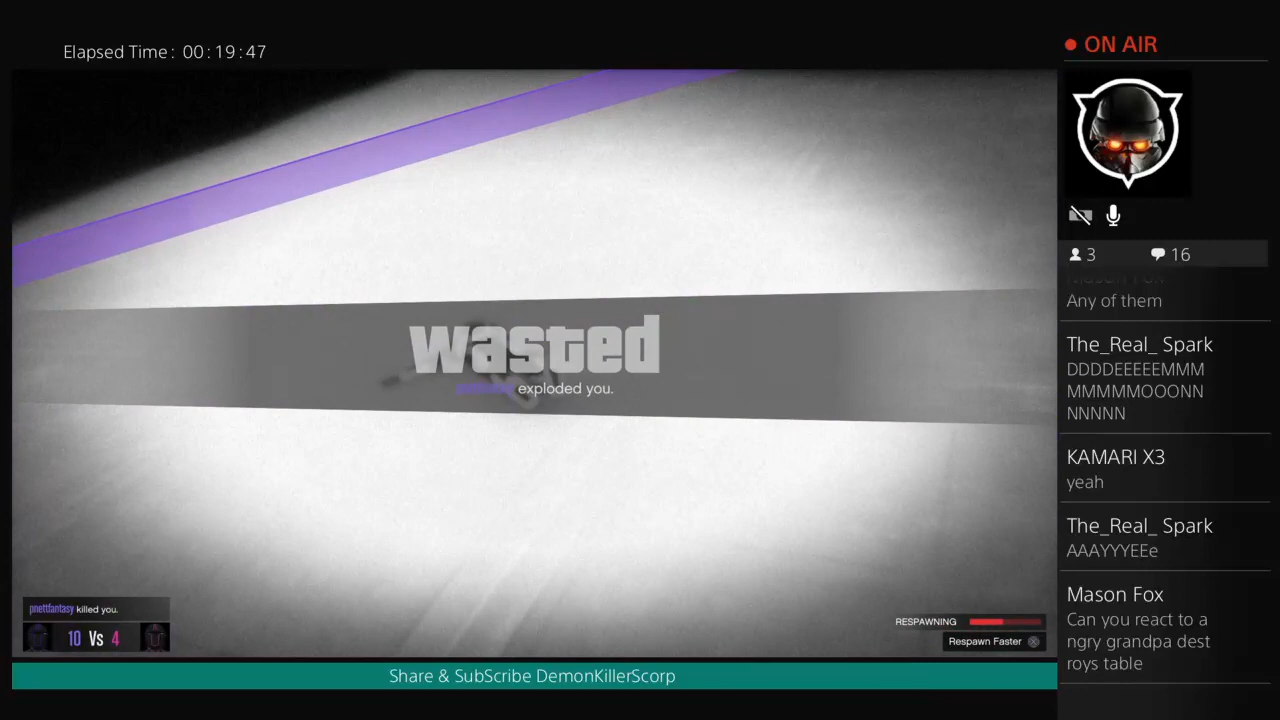 Elapsed Time: 00:19:47
ON AIR
3 16
Any of them
The_Real_ Spark
DDDDEEEEEMMM
MMMMMOOONN
NNNNN
KAMARI X3
yeah
The_Real_ Spark
AAAYYYEEe
Mason Fox
Can you react to a
ngry grandpa dest
roys table
wasted
exploded you.
pnettfantasy killed you.
10 Vs 4
RESPAWNING
Respawn Faster
Share & SubScribe DemonKillerScorp